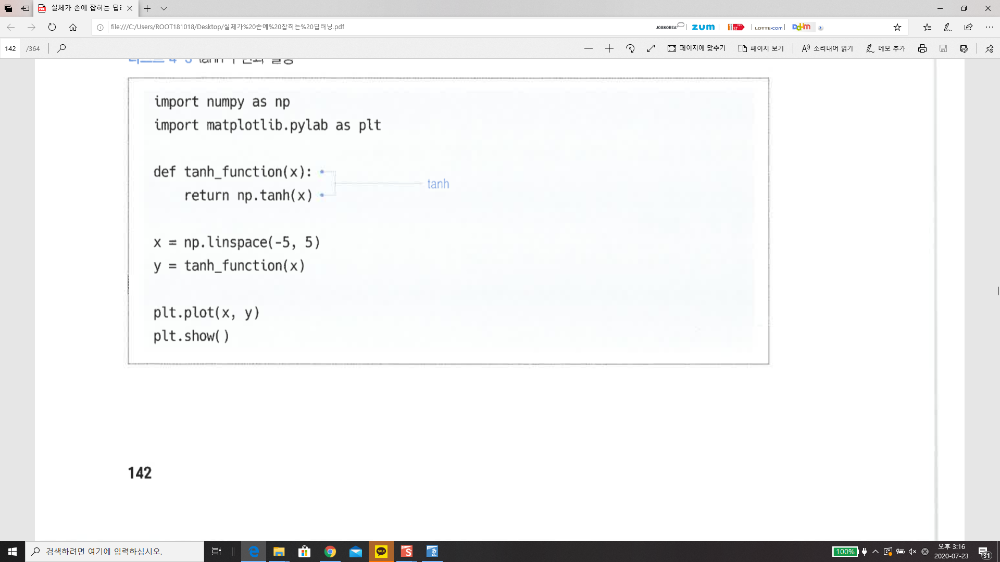 실체가 손에 잡히는 딥
file:///C:/Users/ROOT181018/Desktop/실체가%20손에%20잡히는%20딥러닝.pdf
JOBKOREA
zum
11ST
LOTTE.COM
142 /364
페이지에 맞추기
페이지 보기
소리내어 읽기
메모 추가
import numpy as np
import matplotlib.pylab as plt
def tanh_function(x):
return np.tanh(x)
tanh
x = np.linspace(-5, 5)
y = tanh_function(x)
plt.plot(x, y)
plt.show()
142
검색하려면 여기에 입력하십시오.
TALK
100%
오후 3:16
2020-07-23
31